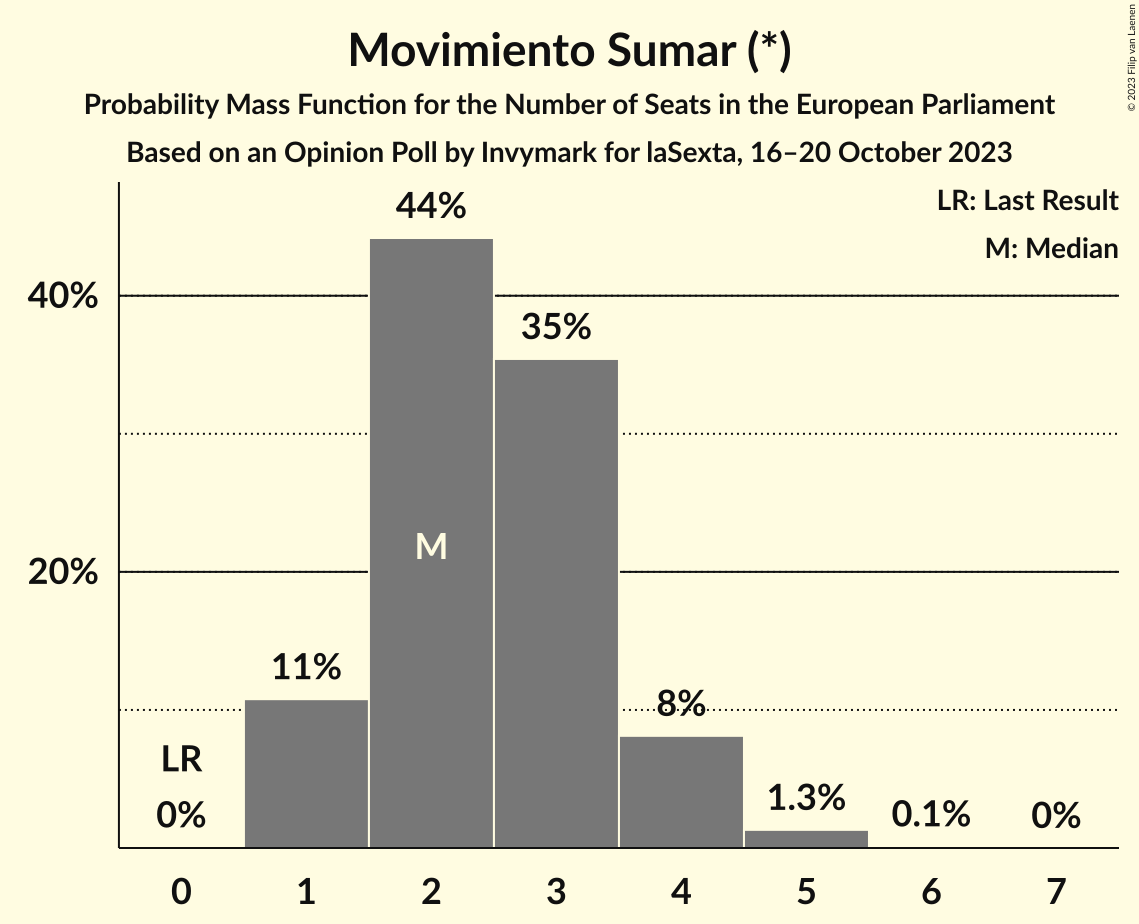 Movimiento Sumar (*)
Probability Mass Function for the Number of Seats in the European Parliament
Based on an Opinion Poll by Invymark for laSexta, 16–20 October 2023
© 2023 Filip van Laenen
LR: Last Result
M: Median
44%
40%
35%
M
20%
11%
8%
LR
0%
1.3%
0.1%
0%
0 1 2 3 4 5 6 7